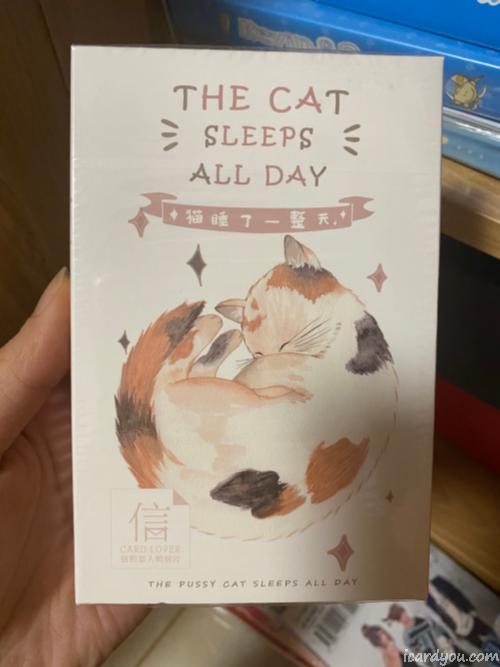 THE CAT
SLEEPS
ALL DAY
猫睡了一整天.
信
CARD LOVER
THE PUSSY CAT SLEEPS ALL DAY
icardyou.com